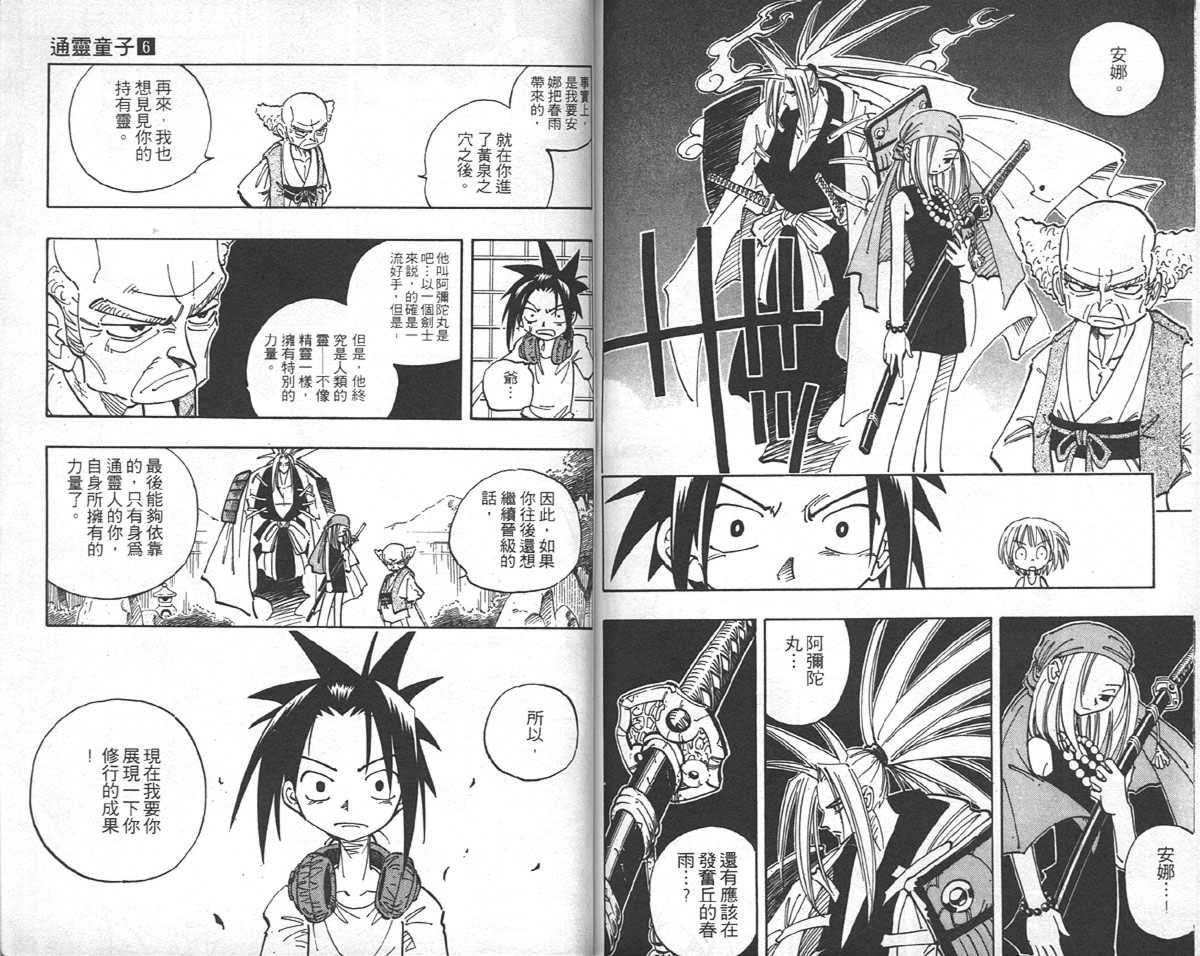 安娜。
安娜…！
阿彌陀
丸…
還有應該在
發奮丘的春
雨…？
通靈童子6
事實上，
是我要安
娜把春雨
帶來的，
就在你進
了黃泉之
穴之後。
再來，我也
想見見你的
持有靈。
爺…
他叫阿彌陀丸是
吧…以一個劍士
來說，的確是一
流好手，但是…
但是，他終
究是人類的
靈——不像
精靈一樣，
擁有特別的
力量。
因此，如果
你往後還想
繼續晉級的
話，
最後能夠依靠
的，只有身為
通靈人的你，
自身所擁有的
力量了。
所以，
現在我要你
展現一下你
修行的成果
！